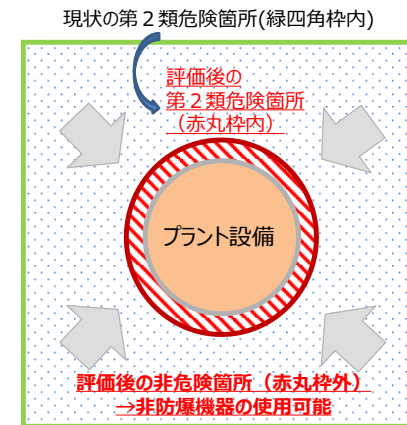 現状の第２類危険箇所(緑四角枠内)
評価後の
第２類危険箇所
（赤丸枠内）
プラント設備
評価後の非危険箇所（赤丸枠外）
→非防爆機器の使用可能